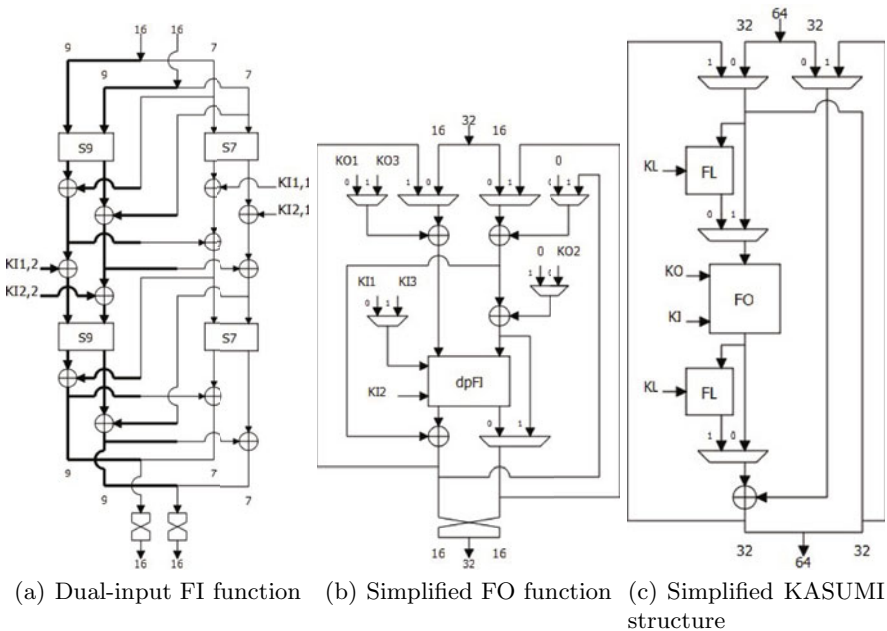 16 16
9 7
9 7
S9 S7
KI1,1
KI2,1
KI1,2
KI2,2
S9 S7
9 7
9 7
16 16
32
16 16
KO1 KO3 0
0 1 1 0 0 1 0 1
0 KO2
1 0
KI1 KI3
0 1
dpFI
KI2
0 1
16 16
32
64
32 32
1 0 0 1
KL FL
0 1
KO
FO
KI
KL FL
1 0
32 32
64
(a) Dual-input FI function (b) Simplified FO function (c) Simplified KASUMI
structure